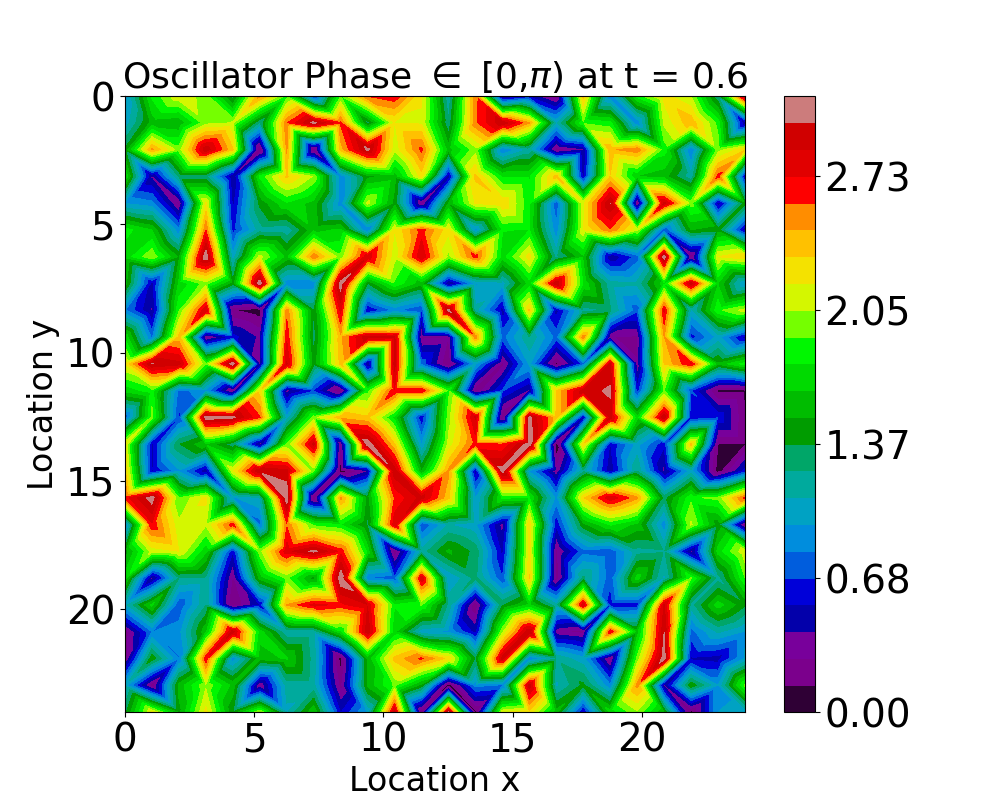 Oscillator Phase ∈ [0,π) at t = 0.6
0
5
10
15
20
Location y
0 5 10 15 20
Location x
2.73
2.05
1.37
0.68
0.00